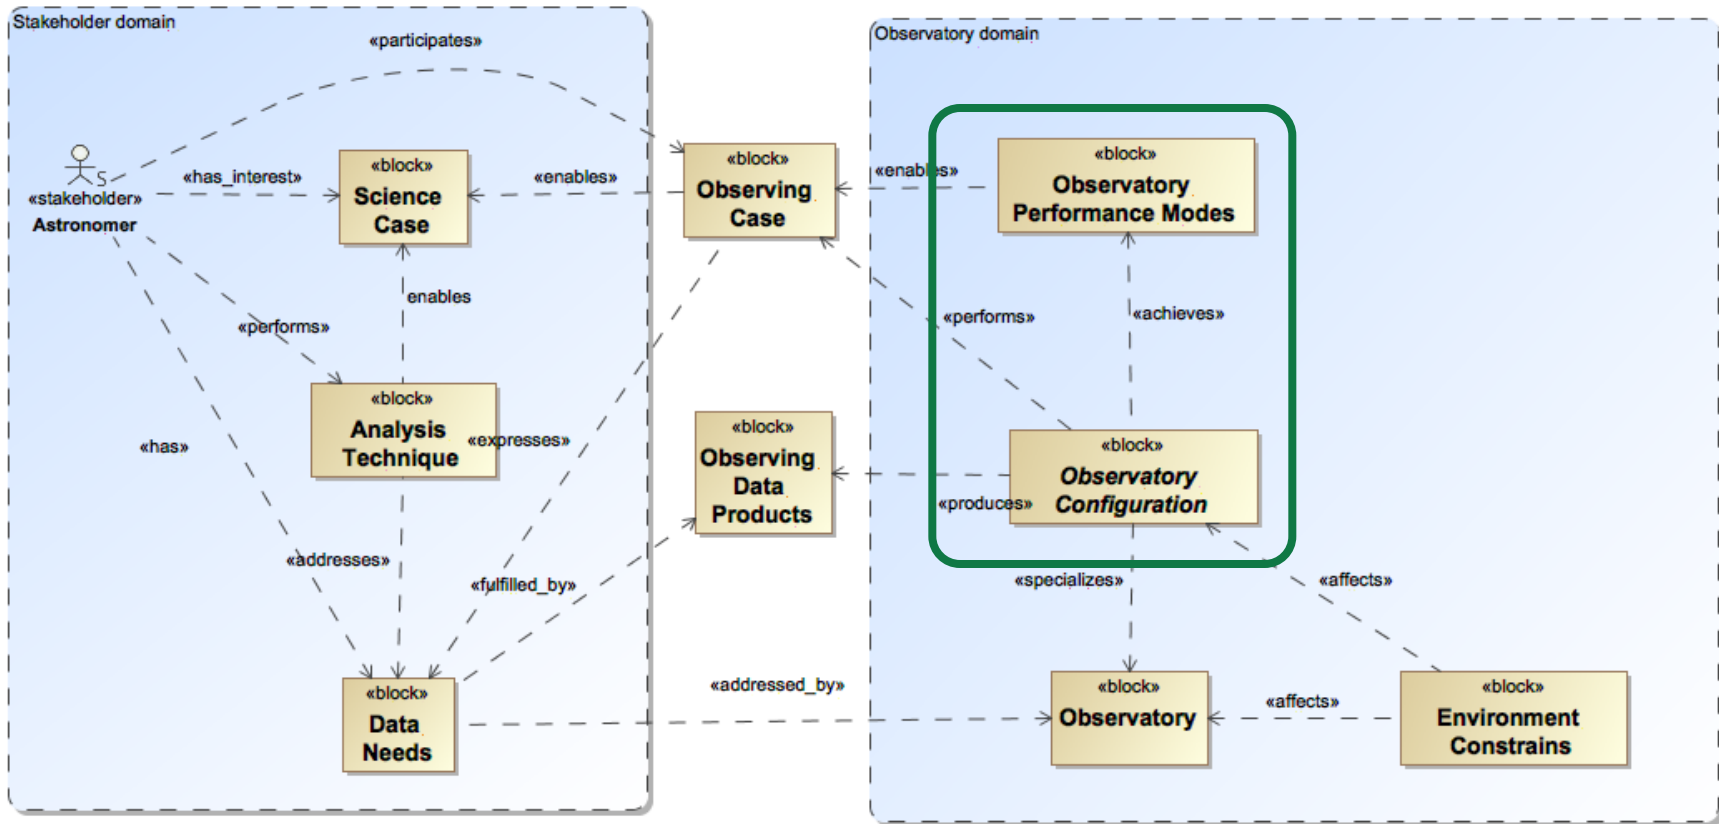 Stakeholder domain
«participates»
Observatory domain
S
«stakeholder»
Astronomer
«has_interest»
«block»
Science
Case
«enables»
«block»
Observing
Case
«enables»
«block»
Observatory
Performance Modes
enables
«performs»
«performs»
«achieves»
«block»
Analysis
Technique
«has»
«expresses»
«block»
Observing
Data
Products
«block»
Observatory
Configuration
«produces»
«addresses»
«fulfilled_by»
«specializes»
«affects»
«block»
Data
Needs
«addressed_by»
«block»
Observatory
«affects»
«block»
Environment
Constrains